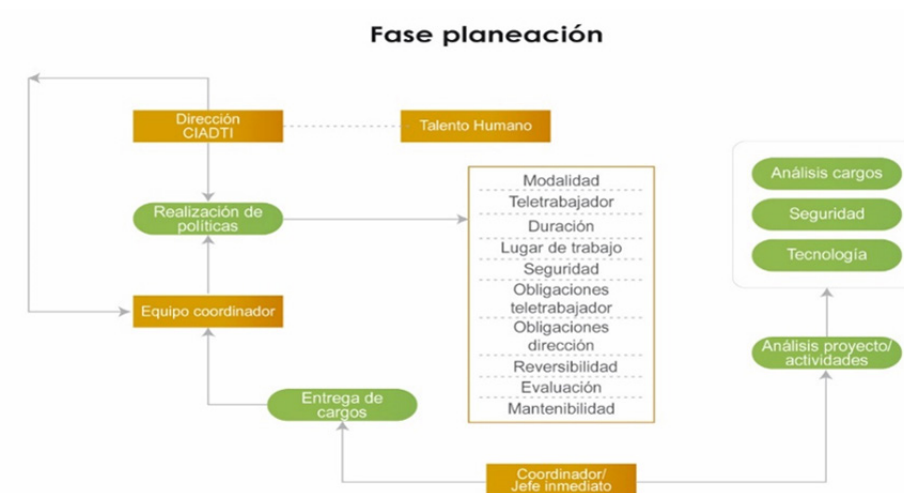 Fase planeación
Dirección
CIADTI
Talento Humano
Realización de
políticas
Equipo coordinador
Entrega de
cargos
Modalidad
Teletrabajador
Duración
Lugar de trabajo
Seguridad
Obligaciones
teletrabajador
Obligaciones
dirección
Reversibilidad
Evaluación
Mantenibilidad
Coordinador/
Jefe inmediato
Análisis cargos
Seguridad
Tecnología
Análisis proyecto/
actividades